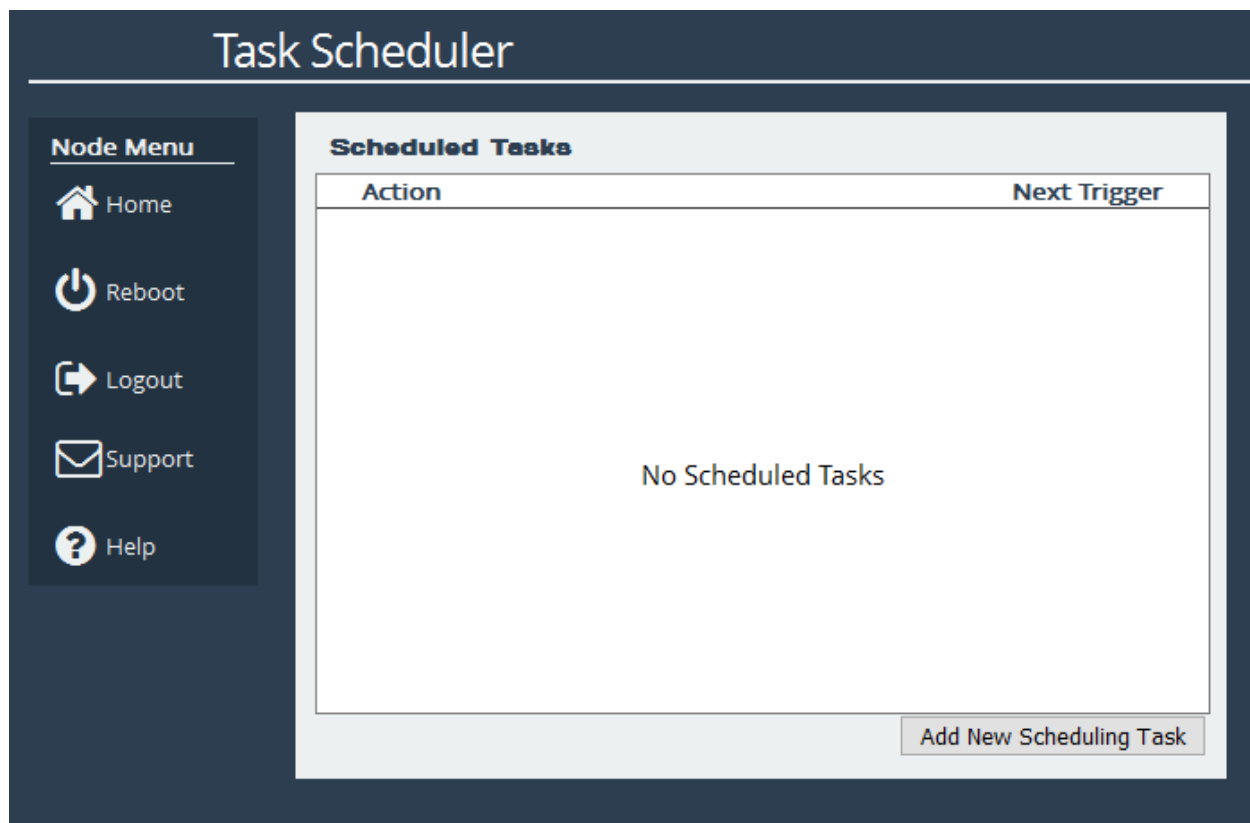 Task Scheduler
Node Menu
Home
Reboot
Logout
Support
Help
Scheduled Tasks
Action Next Trigger
No Scheduled Tasks
Add New Scheduling Task